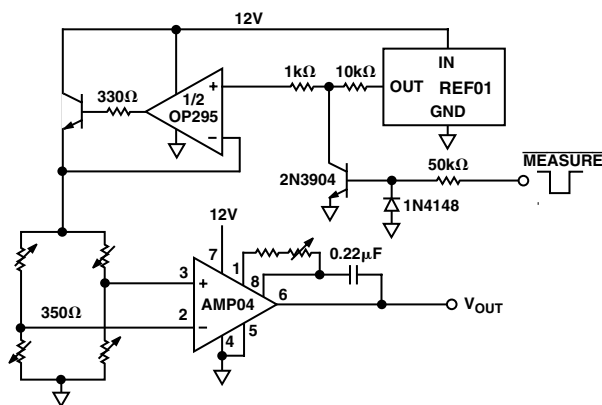 12V
330Ω
1/2
OP295
+
−
1kΩ
10kΩ
IN
OUT
REF01
GND
2N3904
50kΩ
MEASURE
1N4148
12V
7
1
8
0.22µF
3
+
AMP04
6
VOUT
350Ω
2
−
4
5